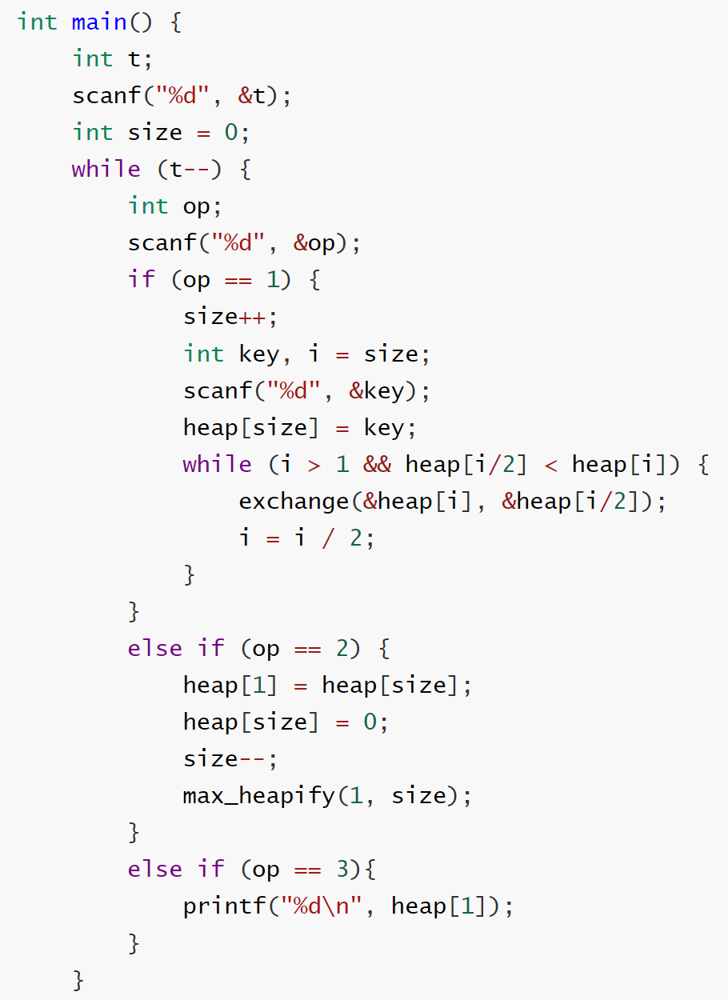 int main() {
    int t;
    scanf("%d", &t);
    int size = 0;
    while (t--) {
        int op;
        scanf("%d", &op);
        if (op == 1) {
            size++;
            int key, i = size;
            scanf("%d", &key);
            heap[size] = key;
            while (i > 1 && heap[i/2] < heap[i]) {
                exchange(&heap[i], &heap[i/2]);
                i = i / 2;
            }
        }
        else if (op == 2) {
            heap[1] = heap[size];
            heap[size] = 0;
            size--;
            max_heapify(1, size);
        }
        else if (op == 3){
            printf("%d\n", heap[1]);
        }
    }